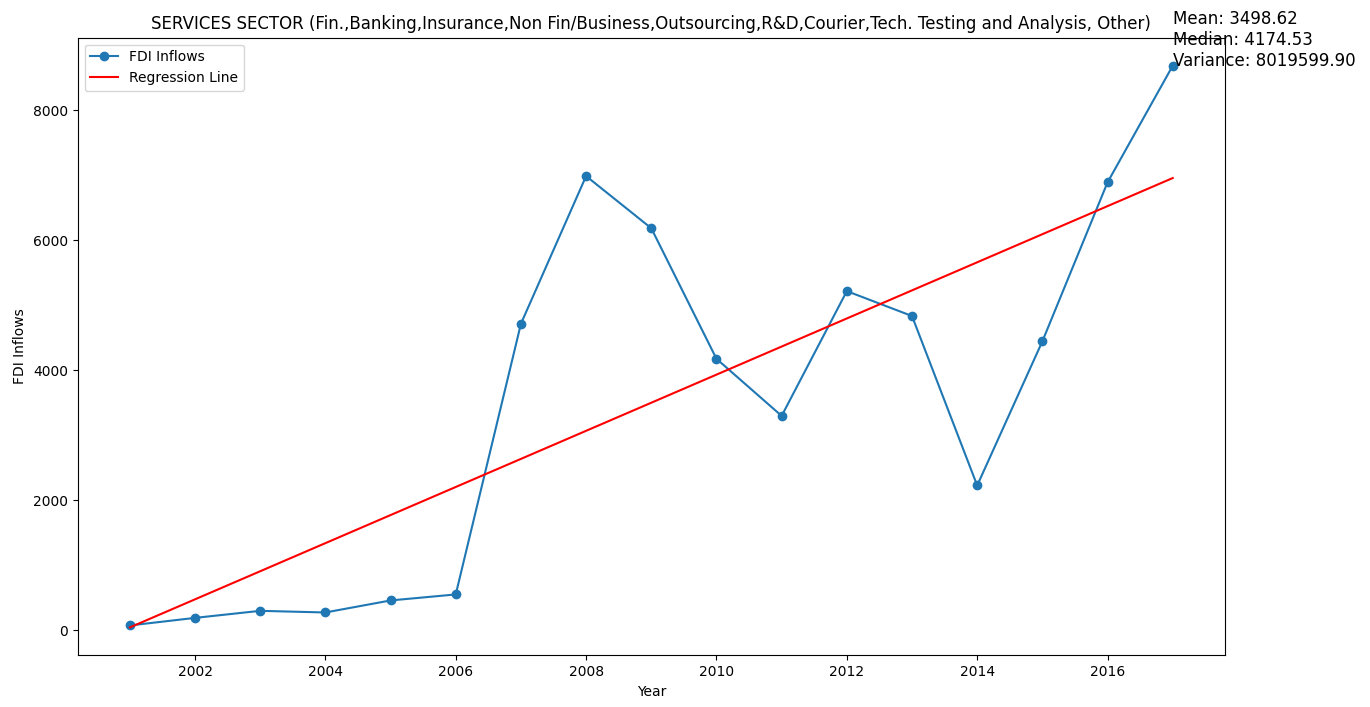 SERVICES SECTOR (Fin.,Banking,Insurance,Non Fin/Business,Outsourcing,R&D,Courier,Tech. Testing and Analysis, Other)
Mean: 3498.62
Median: 4174.53
Variance: 8019599.90
FDI Inflows
Regression Line
8000
6000
4000
2000
0
FDI Inflows
2002 2004 2006 2008 2010 2012 2014 2016
Year